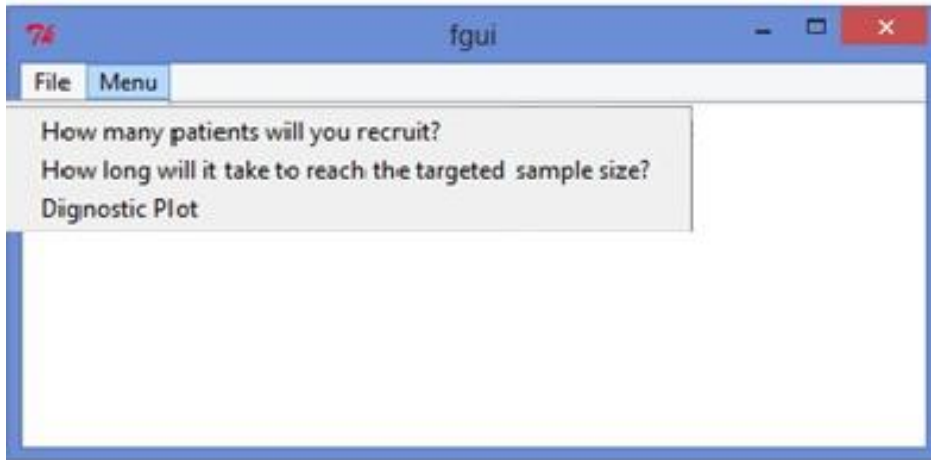 fgui
File Menu
How many patients will you recruit?
How long will it take to reach the targeted sample size?
Diignostic Plot